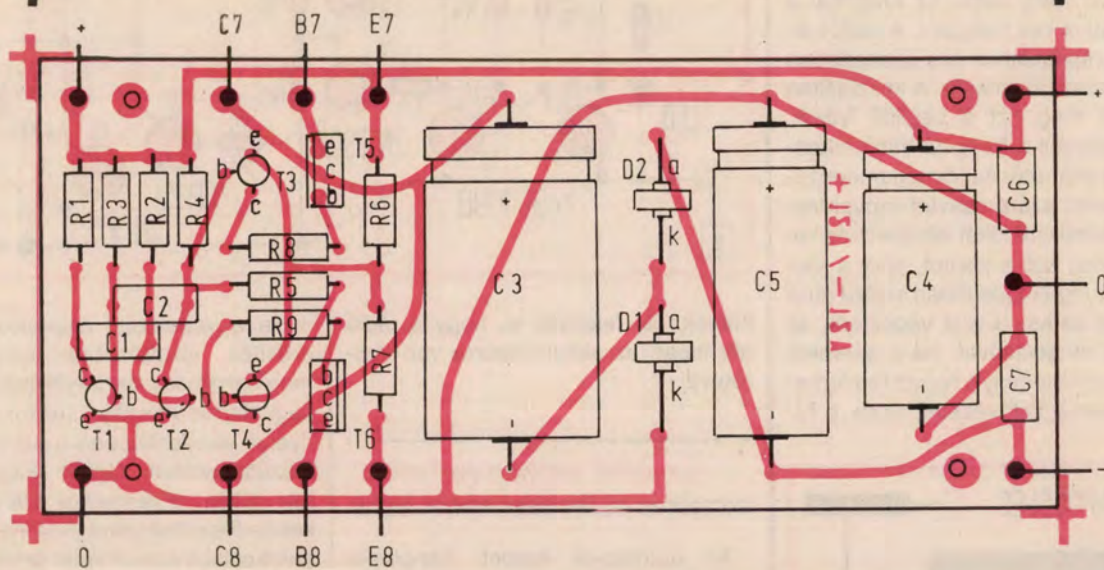 + C7 B7 E7
e e T5 +
b T3 c D2 a
c b k
R1 R3 R2 R4 R6 C6
R8 + + +
R5 C3 C5 C4 0
C2 R9 D1 a
C1 R7 k C7
c c e b
b b b c
e e c e
T1 T2 T4 T6 - - -
0 C8 B8 E8